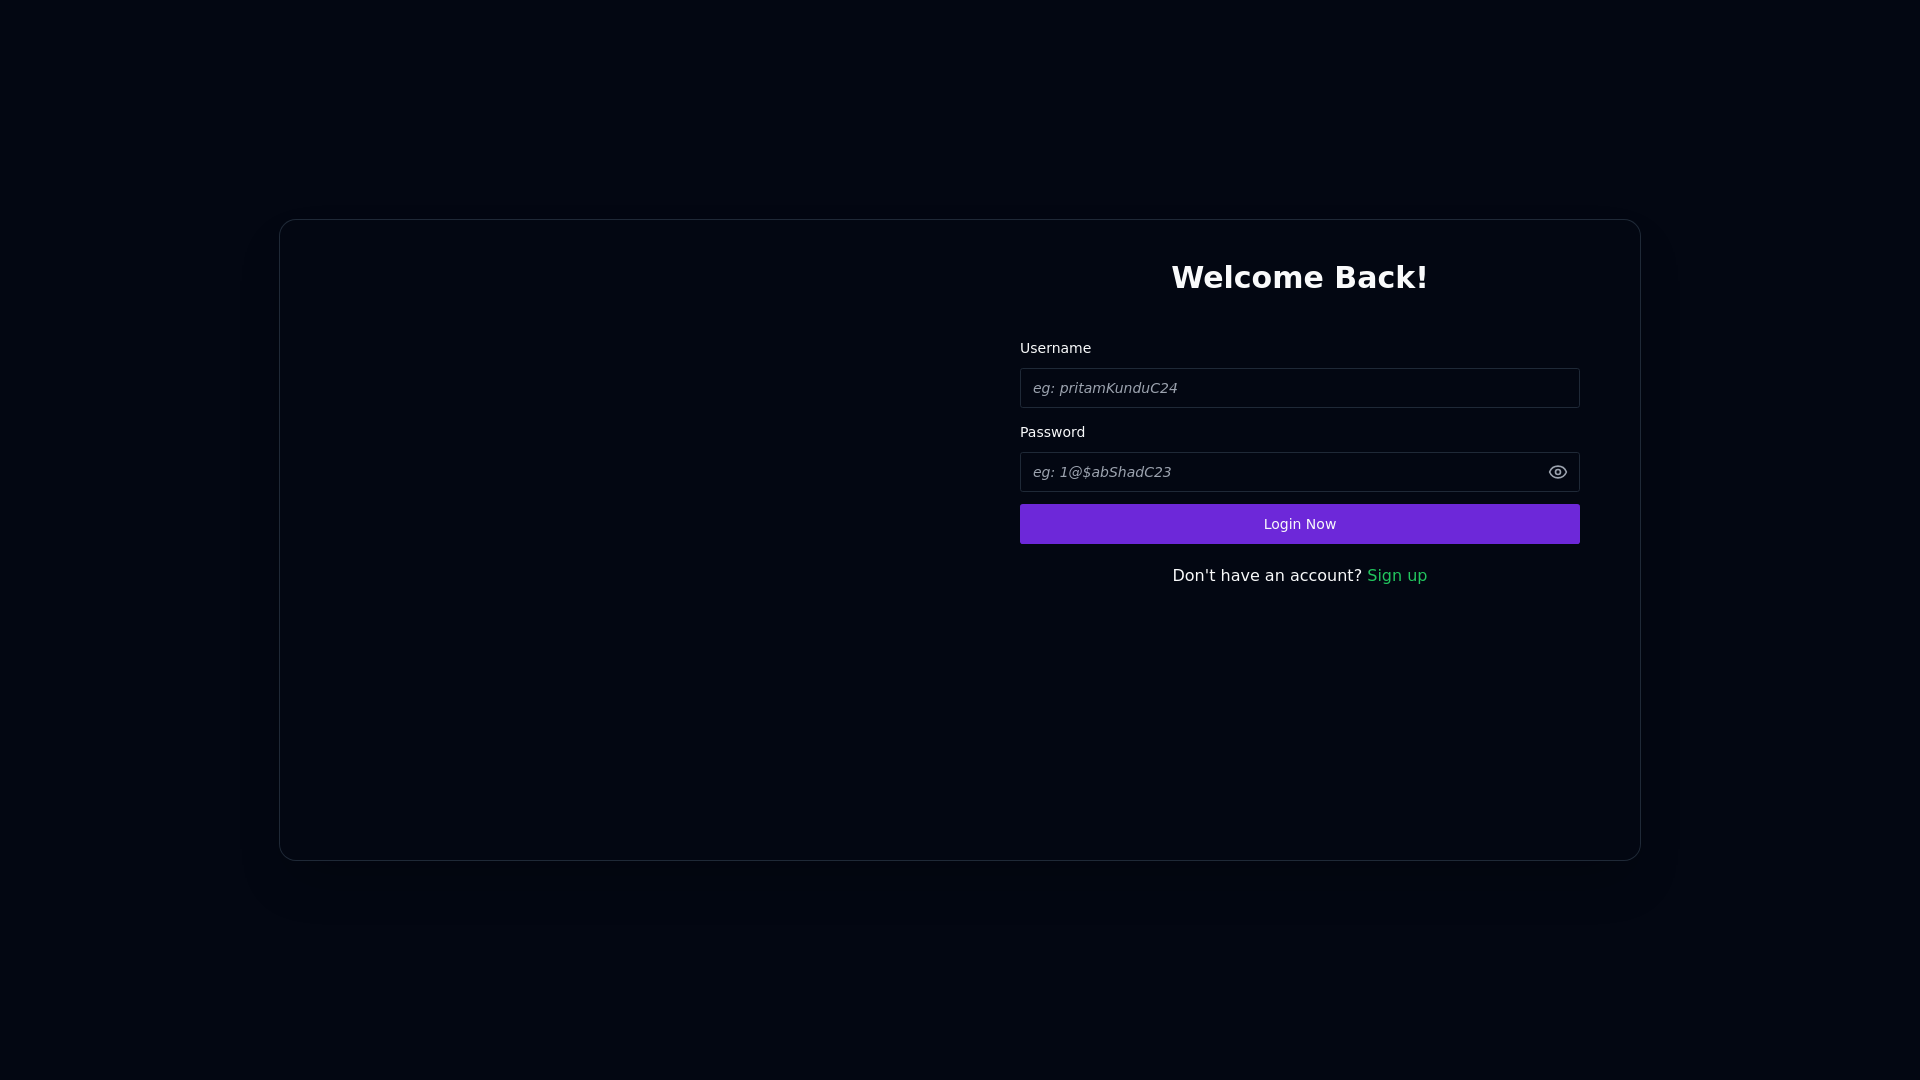 Welcome Back!
Username
eg: pritamKunduC24
Password
eg: 1@$abShadC23
Login Now
Don't have an account? Sign up